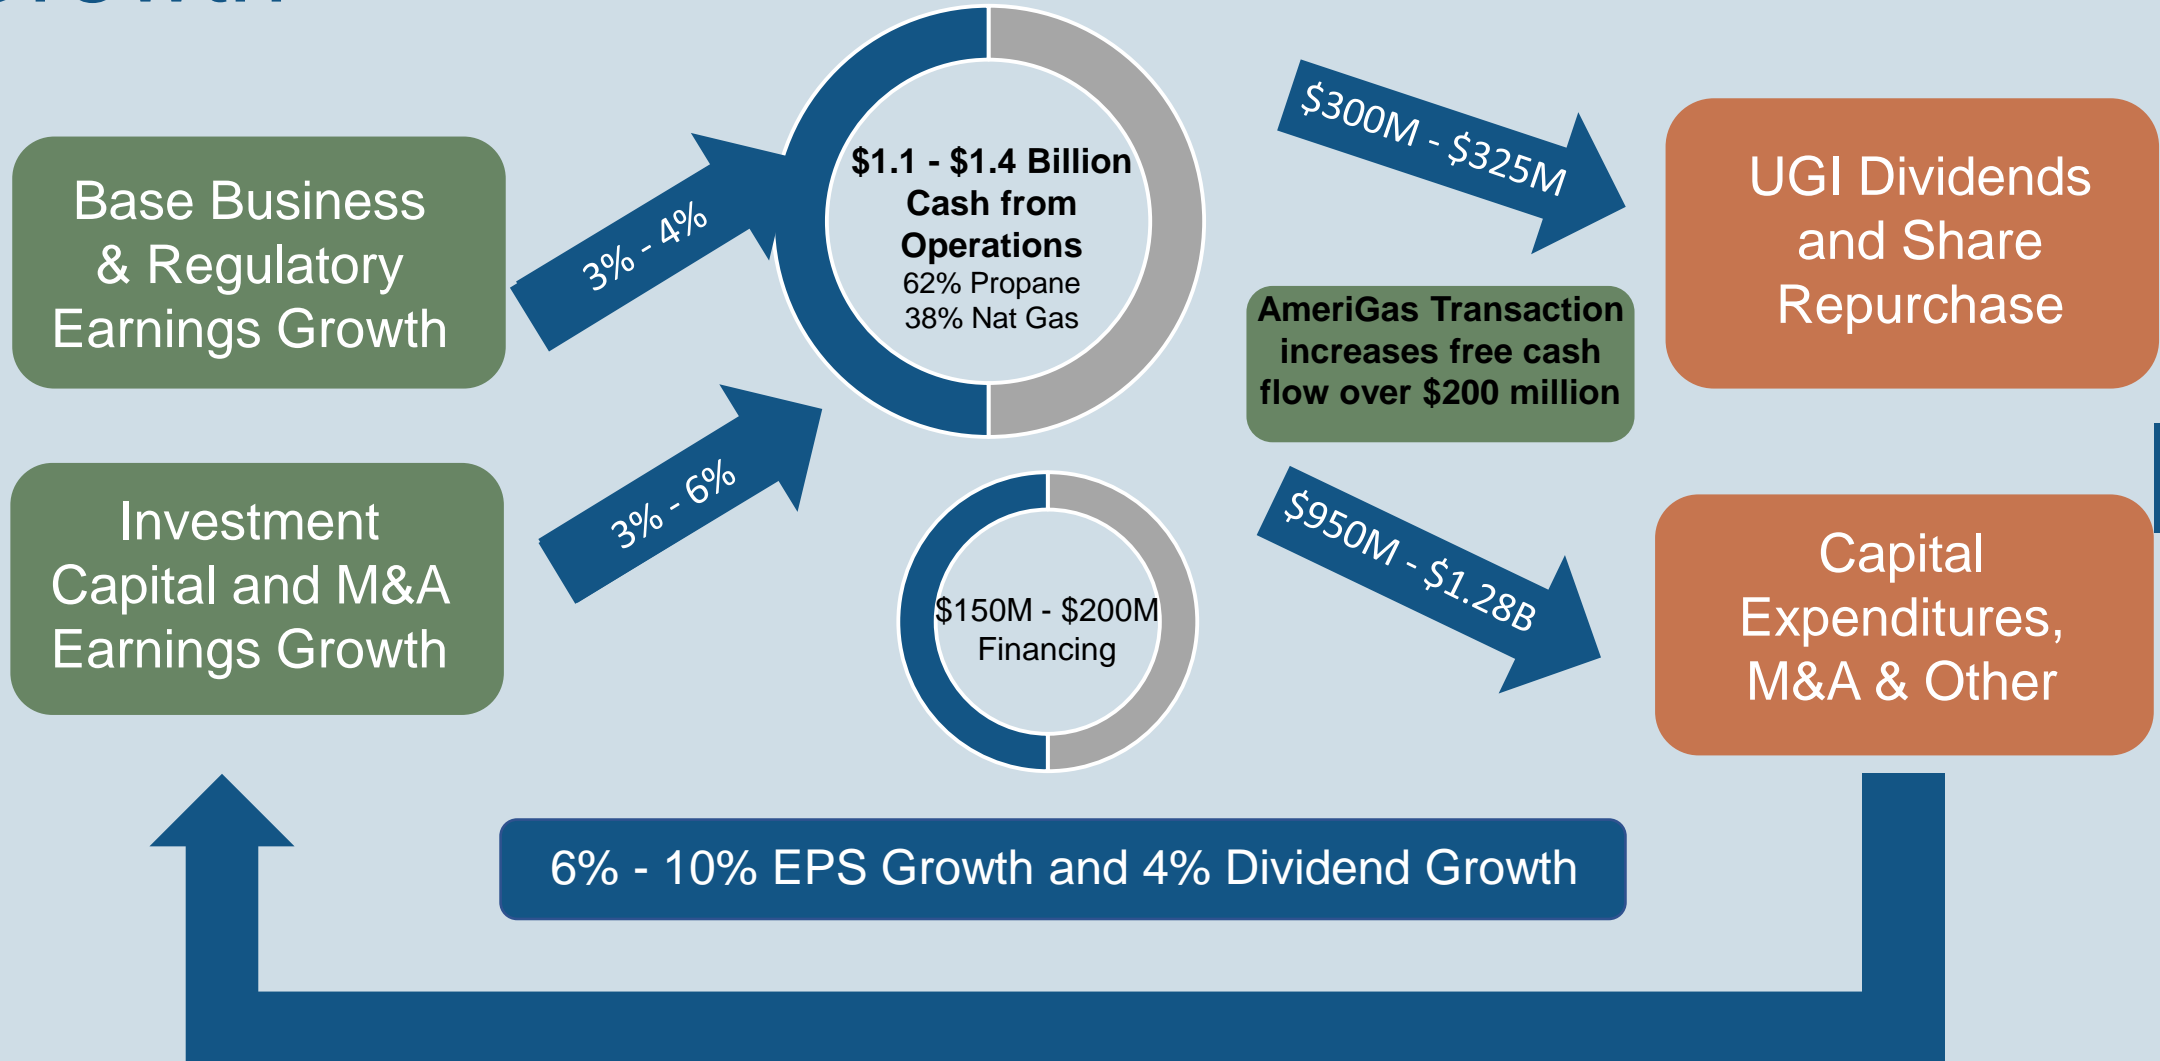 Base Business
& Regulatory
Earnings Growth
3% - 4%
$1.1 - $1.4 Billion
Cash from
Operations
62% Propane
38% Nat Gas
$300M - $325M
UGI Dividends
and Share
Repurchase
AmeriGas Transaction
increases free cash
flow over $200 million
Investment
Capital and M&A
Earnings Growth
3% - 6%
$150M - $200M
Financing
$950M - $1.28B
Capital
Expenditures,
M&A & Other
6% - 10% EPS Growth and 4% Dividend Growth